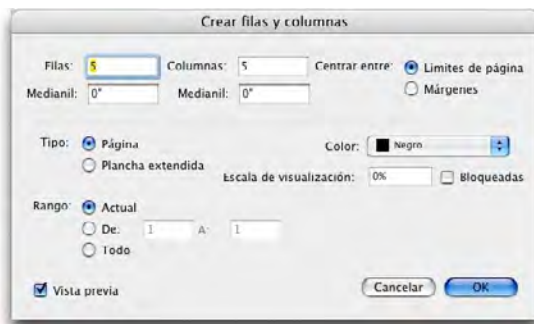 Crear filas y columnas
Filas: 5 Columnas: 5 Centrar entre: Limites de página
Medianil: 0" Medianil: 0" Márgenes
Tipo: Página Color: Negro
Plancha extendida
Escala de visualización: 0% Bloqueadas
Rango: Actual
De: 1 A: 1
Todo
Vista previa Cancelar OK